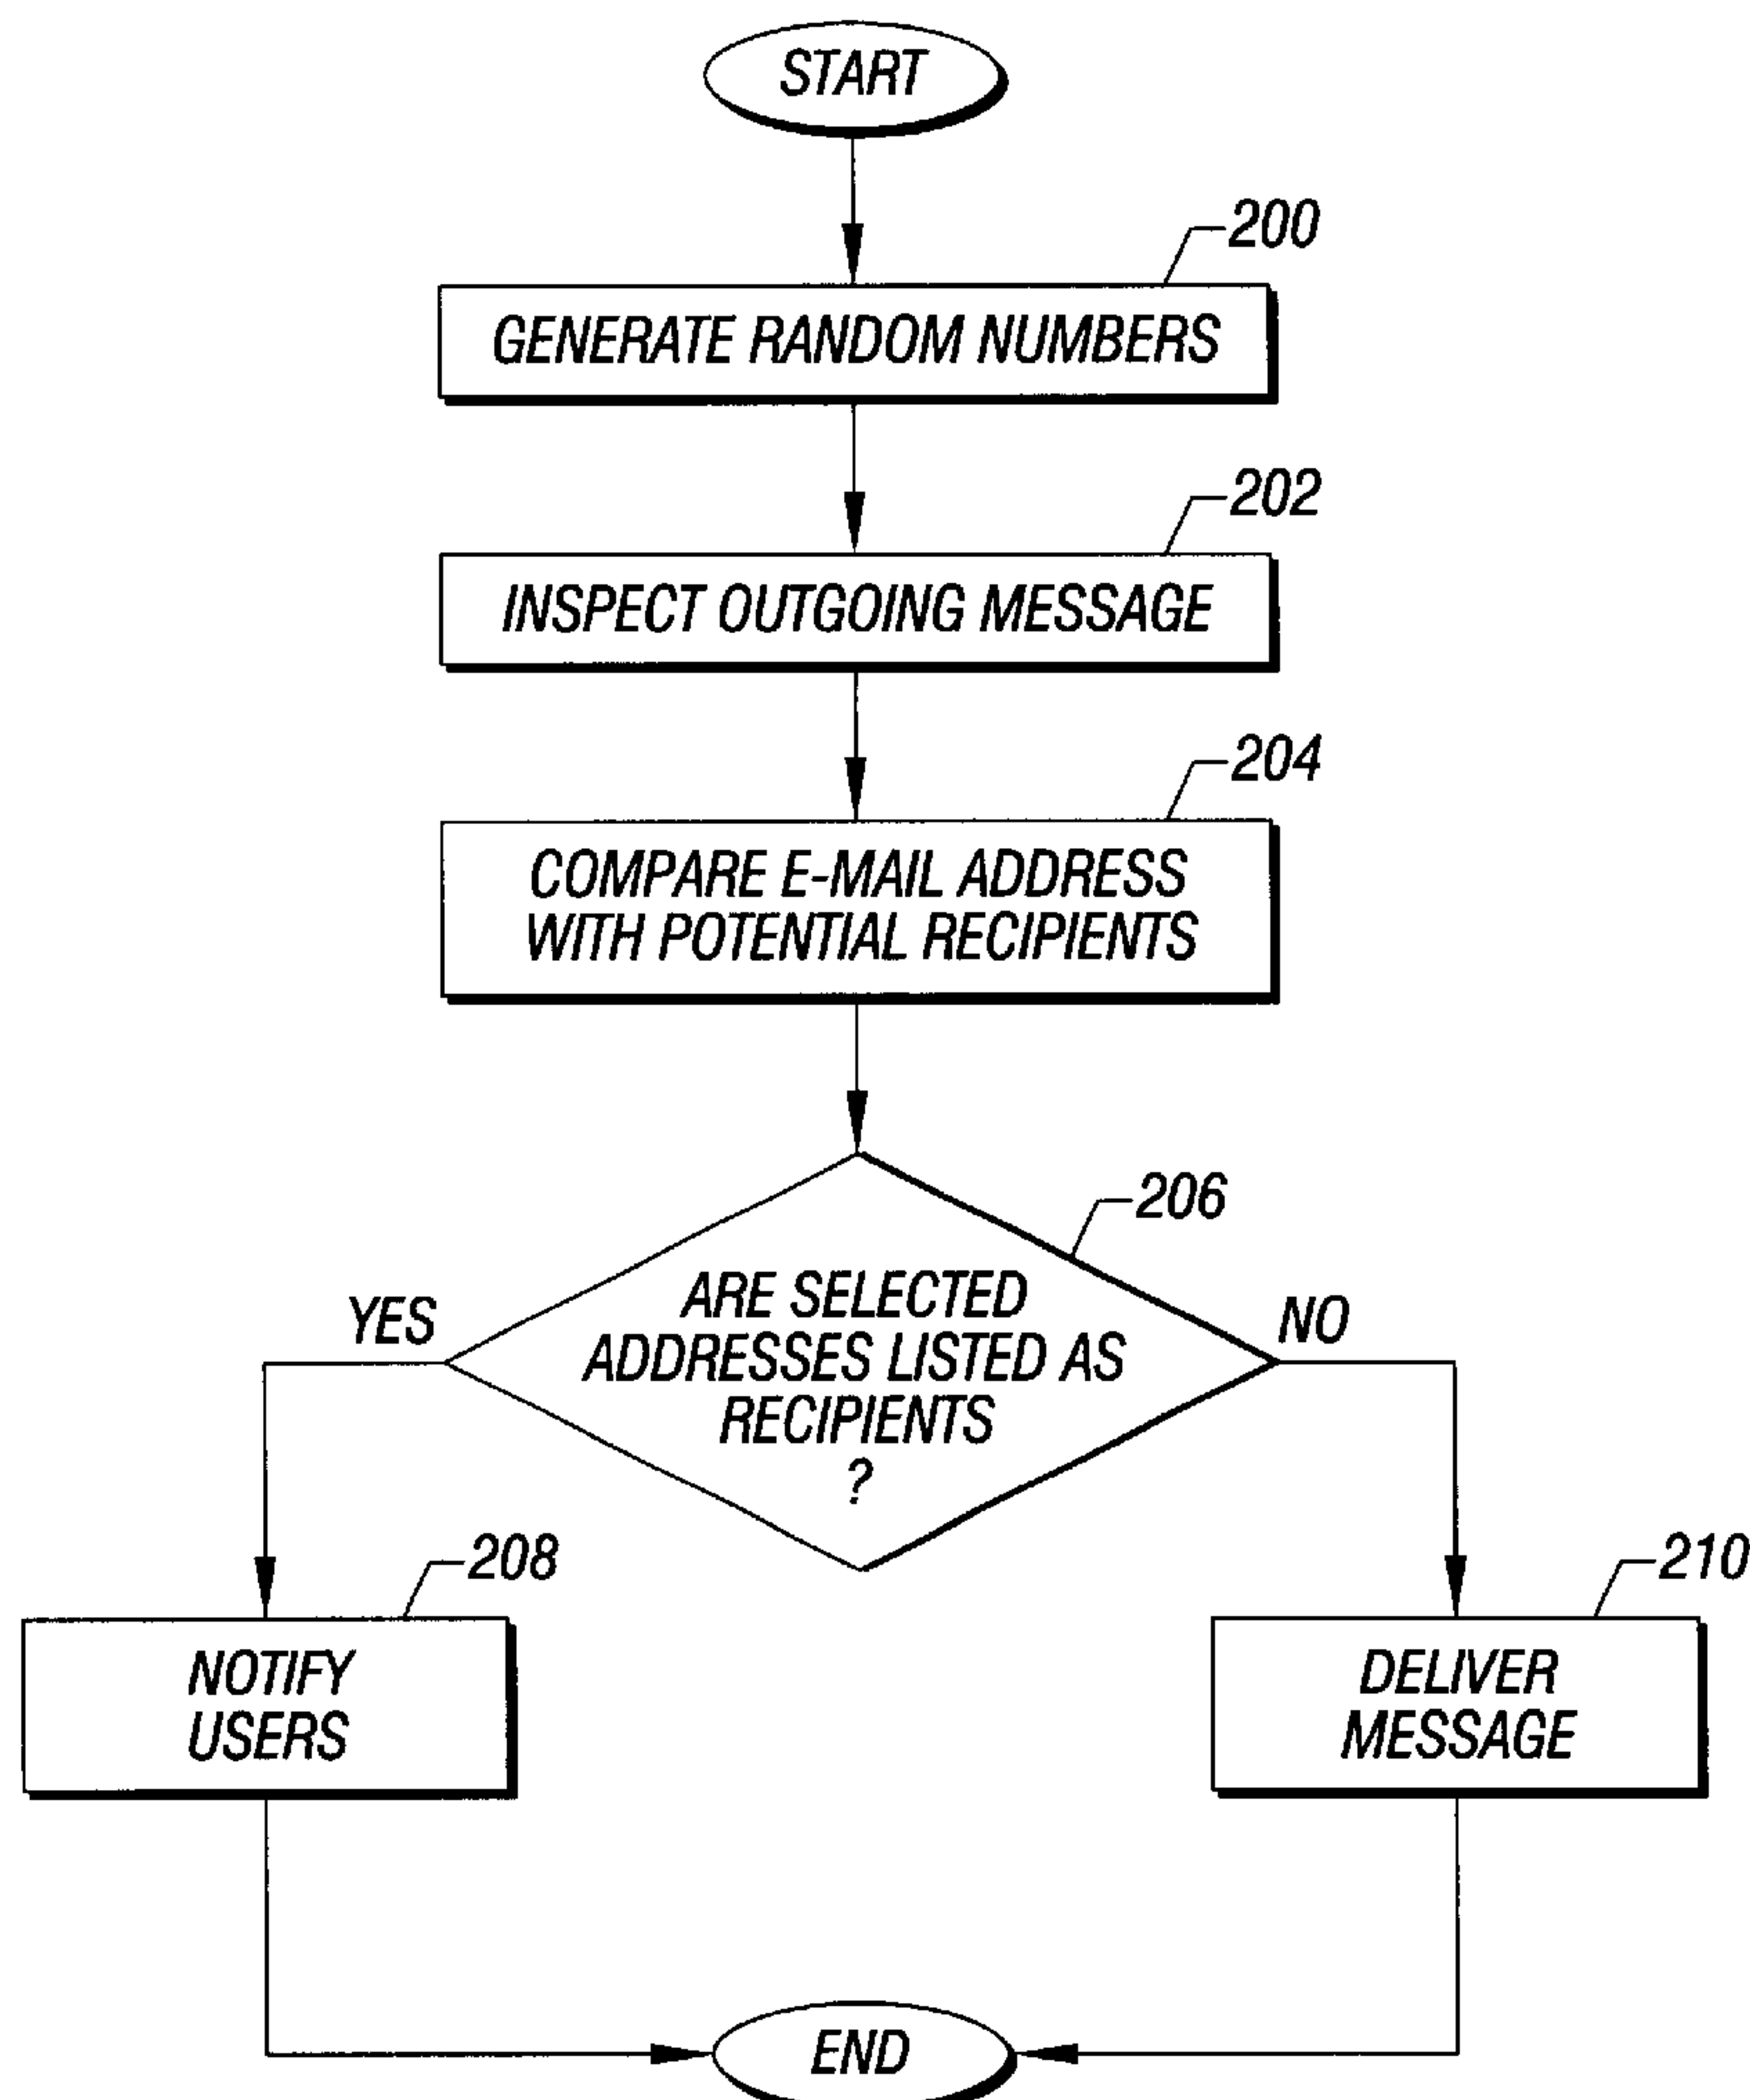 START
200
GENERATE RANDOM NUMBERS
202
INSPECT OUTGOING MESSAGE
204
COMPARE E-MAIL ADDRESS
WITH POTENTIAL RECIPIENTS
206
ARE SELECTED
ADDRESSES LISTED AS
RECIPIENTS
?
YES
NO
208
NOTIFY
USERS
210
DELIVER
MESSAGE
END